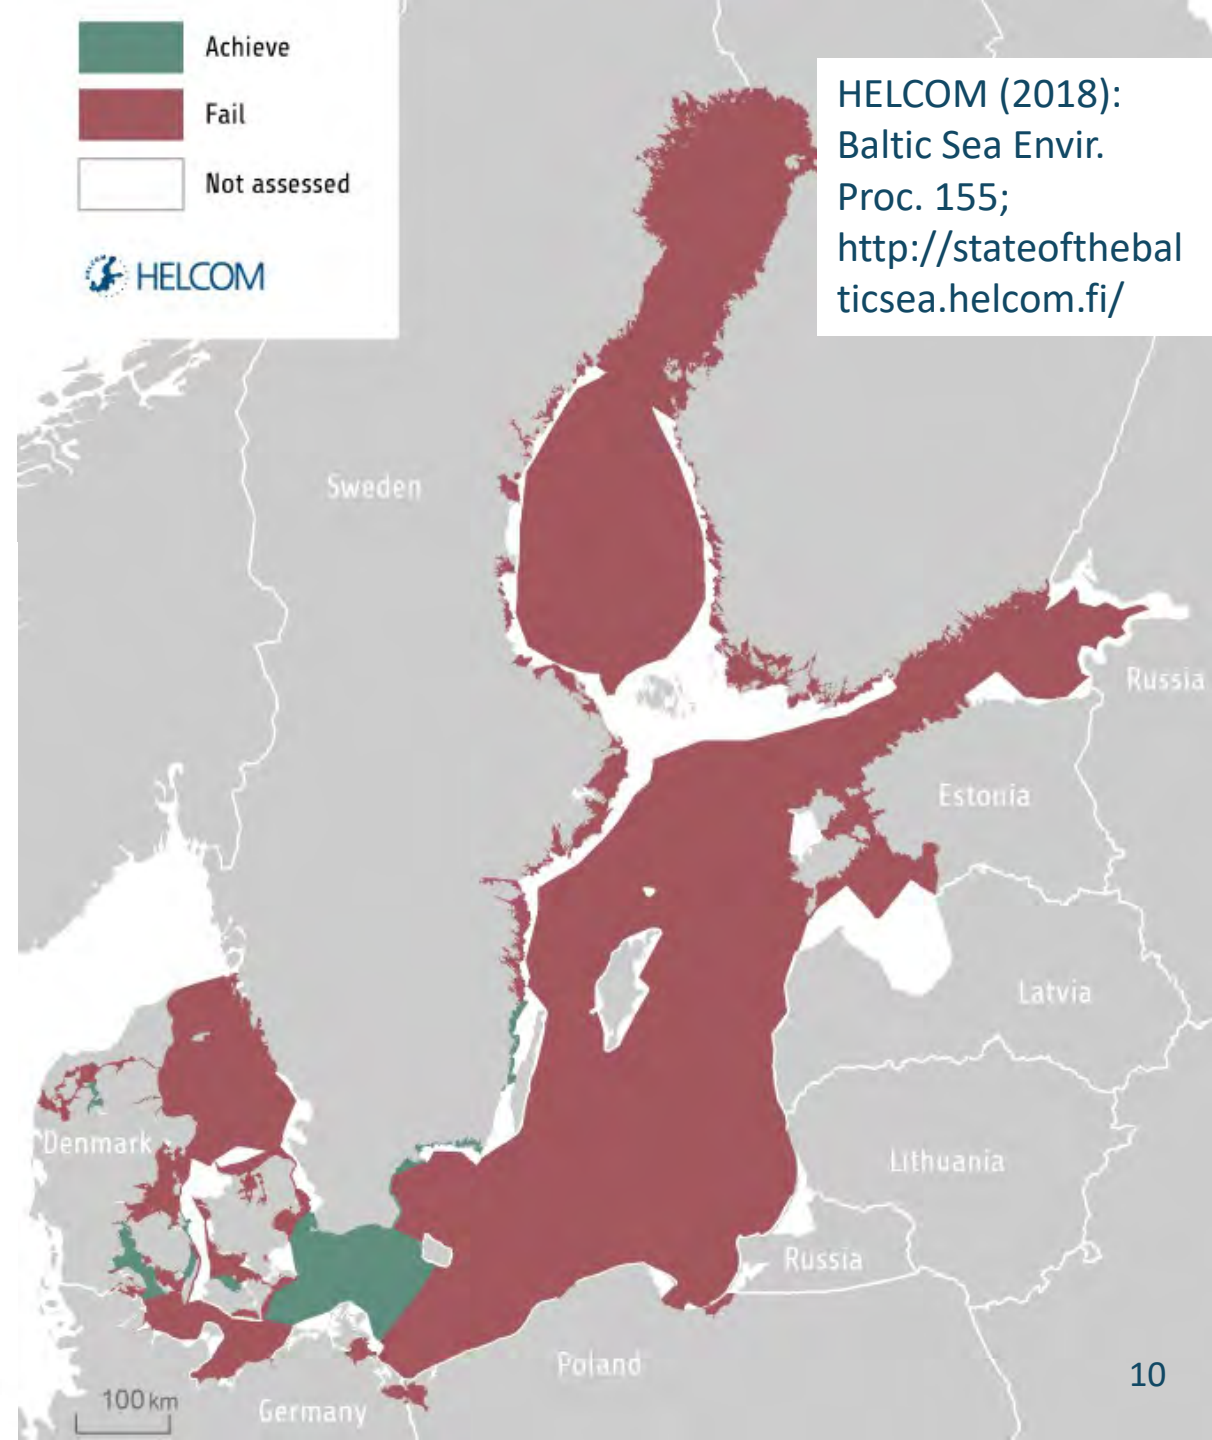 Achieve
Fail
Not assessed
HELCOM
HELCOM (2018):
Baltic Sea Envir.
Proc. 155;
http://stateofthebal
ticsea.helcom.fi/
Sweden
Russia
Estonia
Latvia
Denmark
Lithuania
Russia
Poland
10
100 km
Germany